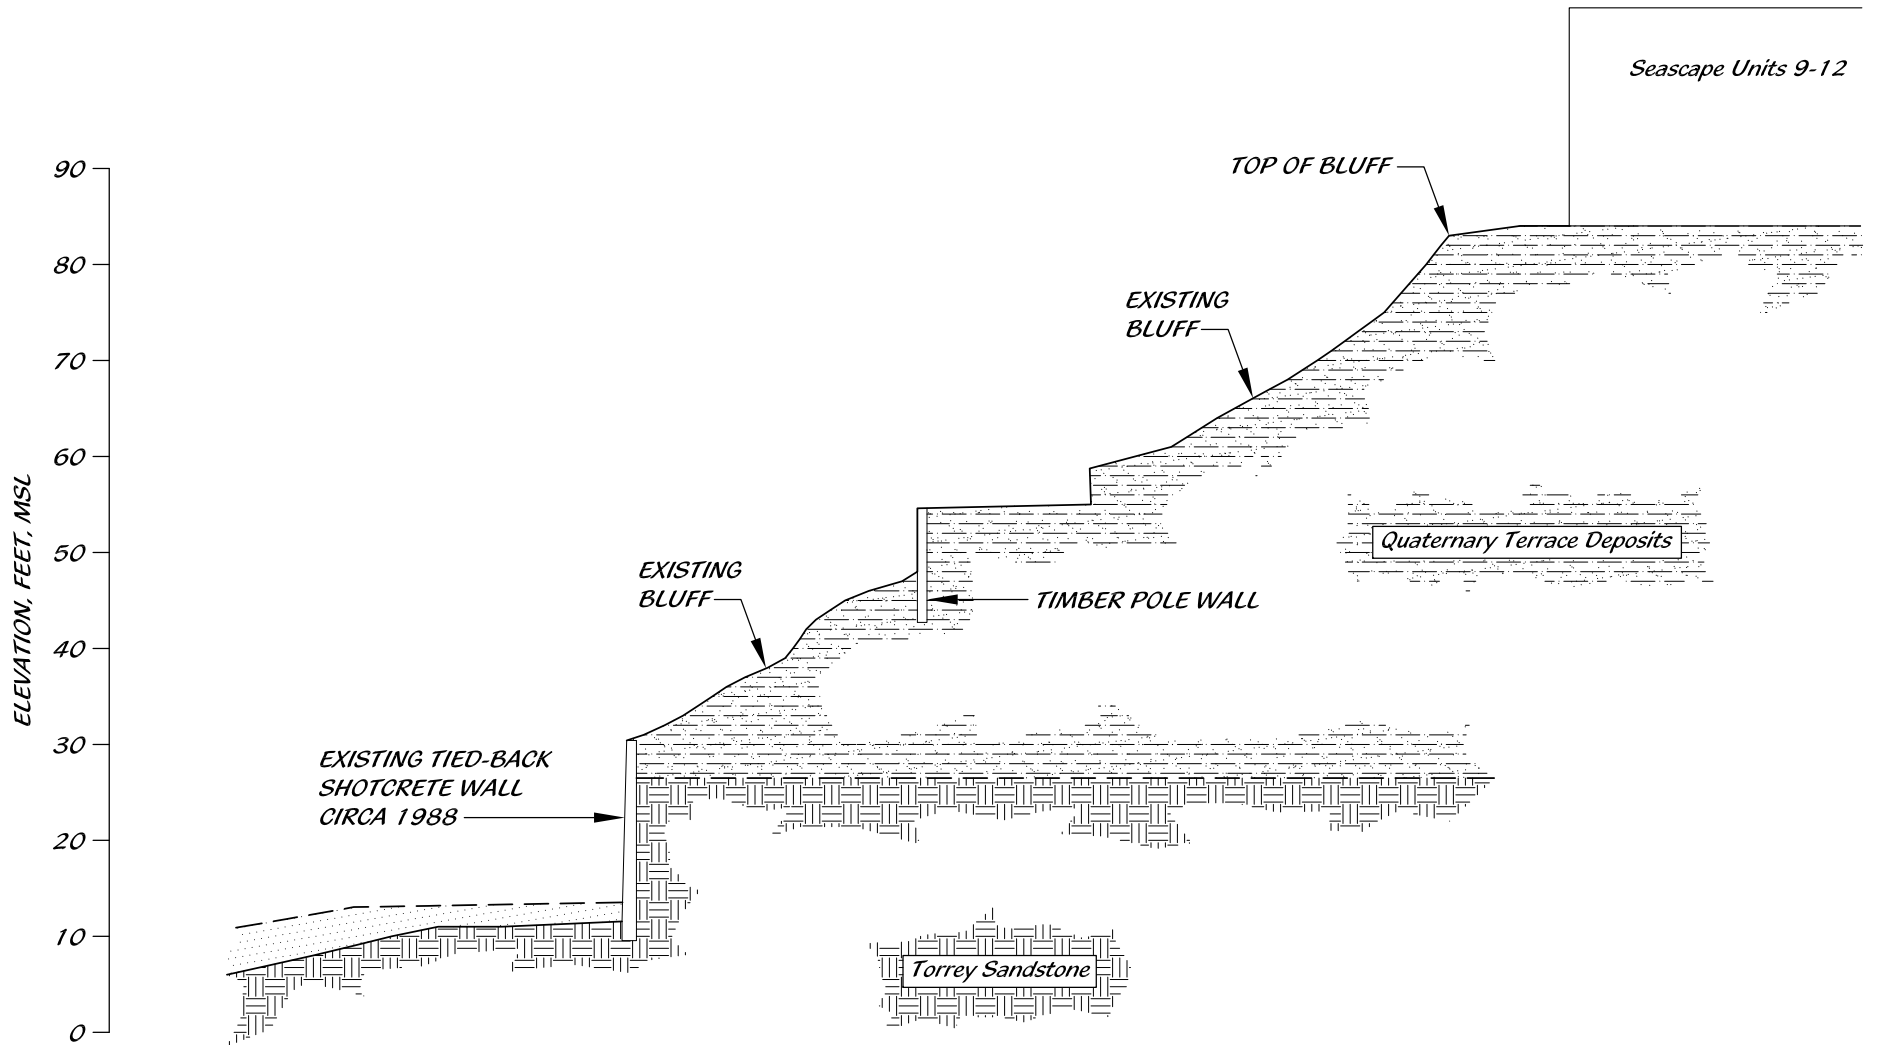 Seascape Units 9-12
TOP OF BLUFF
90
80
EXISTING
BLUFF
70
60
ELEVATION, FEET, MSL
Quaternary Terrace Deposits
50
EXISTING
BLUFF
TIMBER POLE WALL
40
30
EXISTING TIED-BACK
SHOTCRETE WALL
CIRCA 1988
20
10
Torrey Sandstone
0